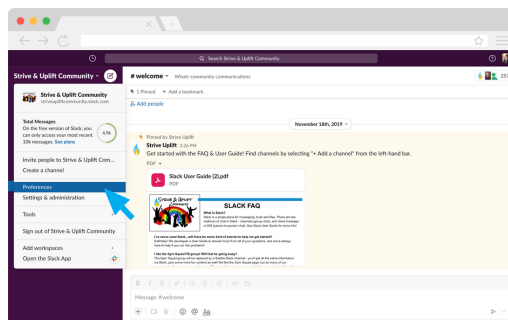 Search Strive & Uplift Community
Strive & Uplift Community
Strive & Uplift Community
striveupliftcommunity.slack.com
Total Messages
On the free version of Slack, you
can only access your most recent
10k messages. See plans
4.9k
Invite people to Strive & Uplift Com...
Create a channel
Preferences
Settings & administration
Tools
Sign out of Strive & Uplift Community
Add workspaces
Open the Slack App
# welcome
Whole-community communications
1 Pinned + Add a bookmark
Add people
November 18th, 2019
Pinned by Strive Uplift
Strive Uplift 2:26 PM
Get started with the FAQ & User Guide! Find channels by selecting "+ Add a channel" from the left-hand bar.
PDF
Slack User Guide (2).pdf
PDF
SLACK FAQ
What is Slack?
Message #welcome